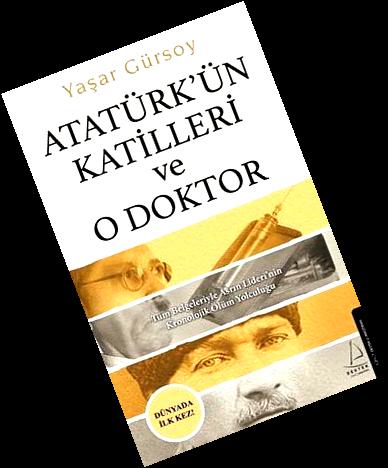 Yaşar Gürsoy
ATATÜRK'ÜN
KATİLLERİ
ve
O DOKTOR
Tüm Belgeleriyle Asrın Lideri'nin
Kronolojik Ölüm Yolculuğu
DÜNYADA
İLK KEZ!
DESTEK